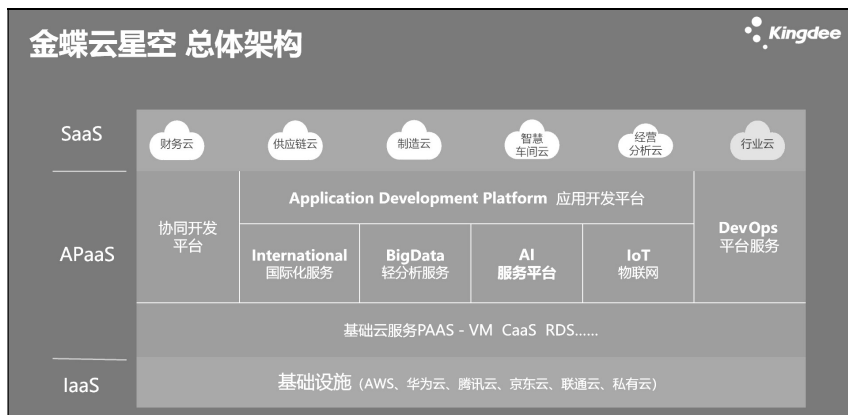 金蝶云星空 总体架构
Kingdee
SaaS
财务云
供应链云
制造云
智慧
车间云
经营
分析云
行业云
APaaS
协同开发
平台
Application Development Platform 应用开发平台
International
国际化服务
BigData
轻分析服务
AI
服务平台
IoT
物联网
DevOps
平台服务
基础云服务PAAS - VM CaaS RDS......
IaaS
基础设施（AWS、华为云、腾讯云、京东云、联通云、私有云）